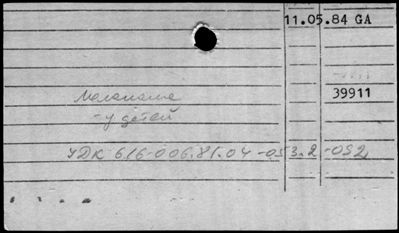 11.05.84 GA
39911
Меланома
- у детей
УДК 616-006.81.04-053.2-052